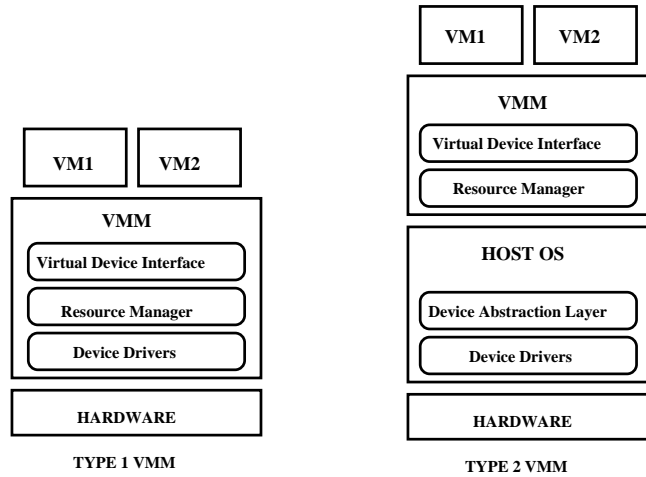 VM1
VM2
VMM
Virtual Device Interface
Resource Manager
Device Drivers
HARDWARE
TYPE 1 VMM
VM1
VM2
VMM
Virtual Device Interface
Resource Manager
HOST OS
Device Abstraction Layer
Device Drivers
HARDWARE
TYPE 2 VMM